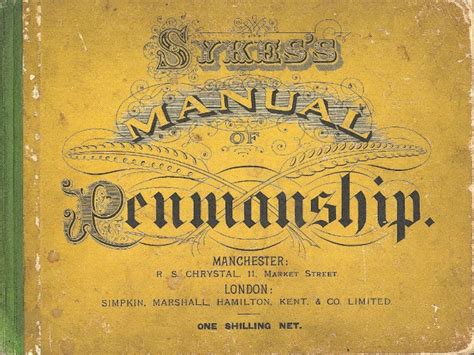 SYKES'S
MANUAL
OF
Penmanship.
MANCHESTER:
R. S. CHRYSTAL, 11, MARKET STREET
LONDON:
SIMPKIN, MARSHALL, HAMILTON, KENT, & CO. LIMITED.
ONE SHILLING NET.